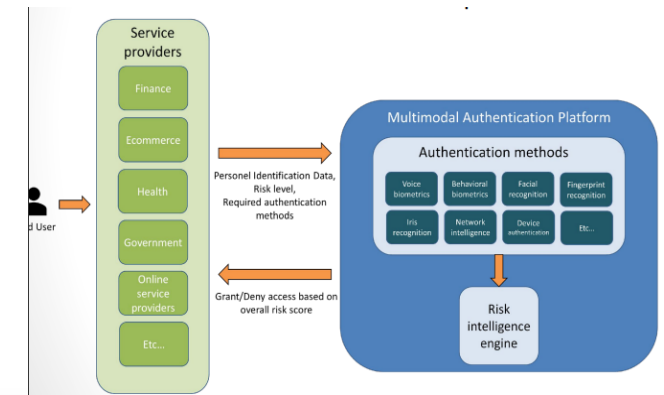 Service
providers
Finance
Ecommerce
Health
Government
Online
service
providers
Etc...
d User
Personel Identification Data,
Risk level,
Required authentication
methods
Grant/Deny access based on
overall risk score
Multimodal Authentication Platform
Authentication methods
Voice
biometrics
Behavioral
biometrics
Facial
recognition
Fingerprint
recognition
Iris
recognition
Network
intelligence
Device
authentication
Etc...
Risk
intelligence
engine